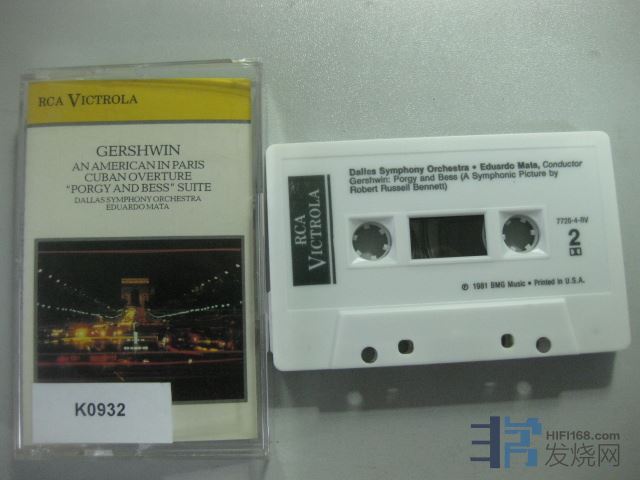 RCA VICTROLA
GERSHWIN
AN AMERICAN IN PARIS
CUBAN OVERTURE
"PORGY AND BESS" SUITE
DALLAS SYMPHONY ORCHESTRA
EDUARDO MATA
K0932
RCA
VICTROLA
Dallas Symphony Orchestra • Eduardo Mata, Conductor
Gershwin: Porgy and Bess (A Symphonic Picture by
Robert Russell Bennett)
7726-4-RV
2
℗ 1981 BMG Music • Printed in U.S.A.
HIFI168.com
发烧网